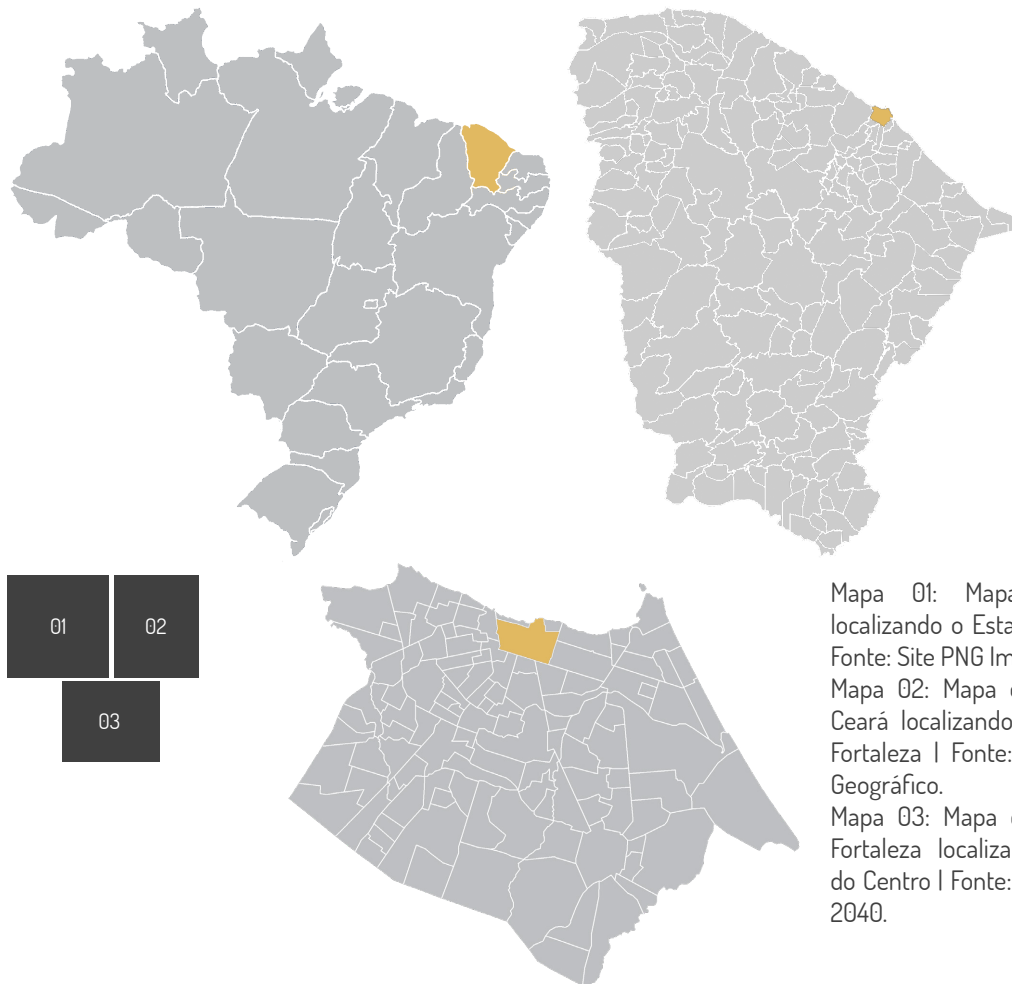 01
02
03
Mapa 01: Mapa
localizando o Esta
Fonte: Site PNG Im
Mapa 02: Mapa
Ceará localizando
Fortaleza | Fonte:
Geográfico.
Mapa 03: Mapa
Fortaleza localiza
do Centro | Fonte:
2040.